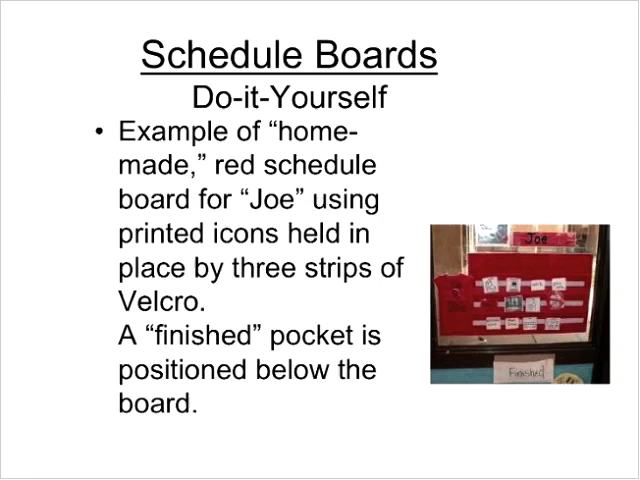 Schedule Boards
Do-it-Yourself
• Example of “home-
made,” red schedule
board for “Joe” using
printed icons held in
place by three strips of
Velcro.
A “finished” pocket is
positioned below the
board.
Joe
Finished